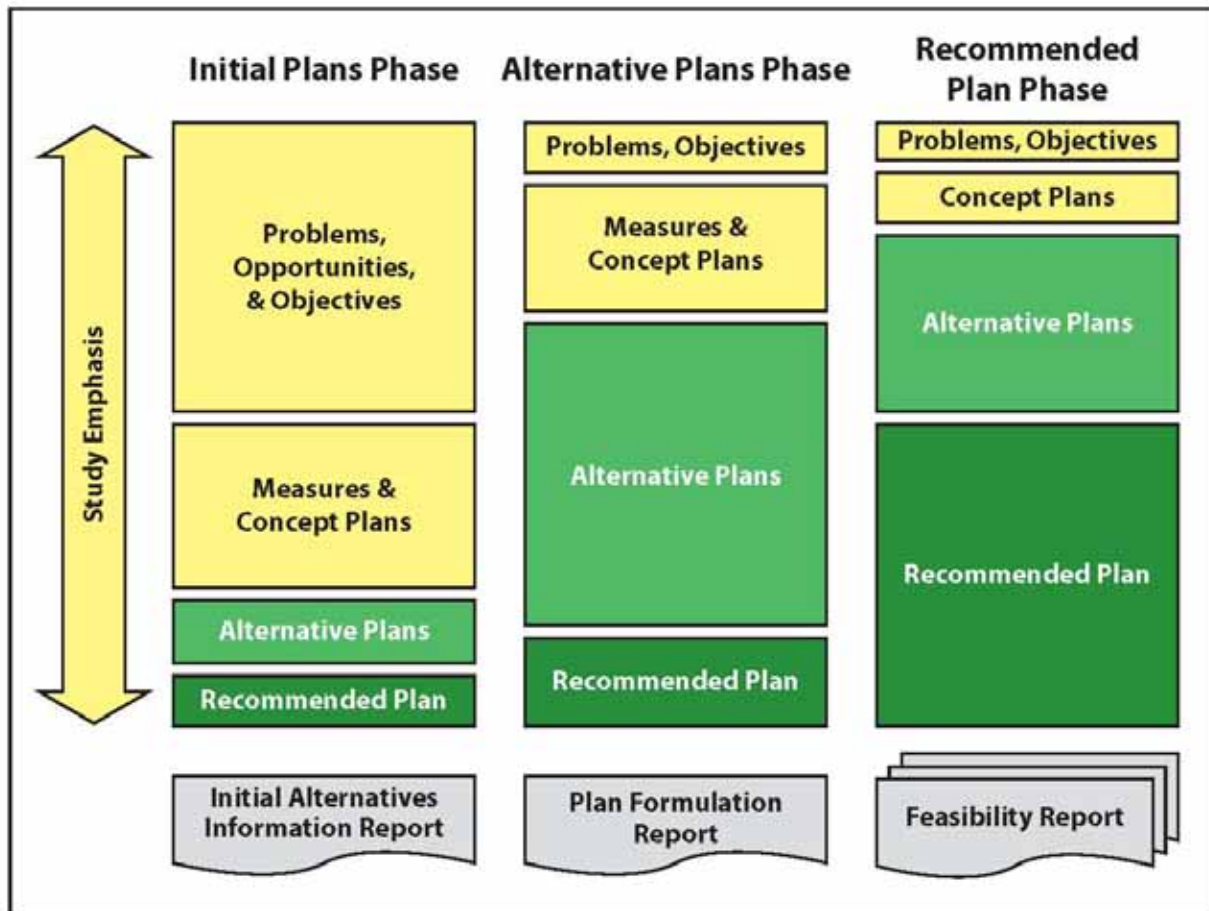 Initial Plans Phase
Alternative Plans Phase
Recommended
Plan Phase
Study Emphasis
Problems,
Opportunities,
& Objectives
Measures &
Concept Plans
Alternative Plans
Recommended Plan
Initial Alternatives
Information Report
Problems, Objectives
Measures &
Concept Plans
Alternative Plans
Recommended Plan
Plan Formulation
Report
Problems, Objectives
Concept Plans
Alternative Plans
Recommended Plan
Feasibility Report